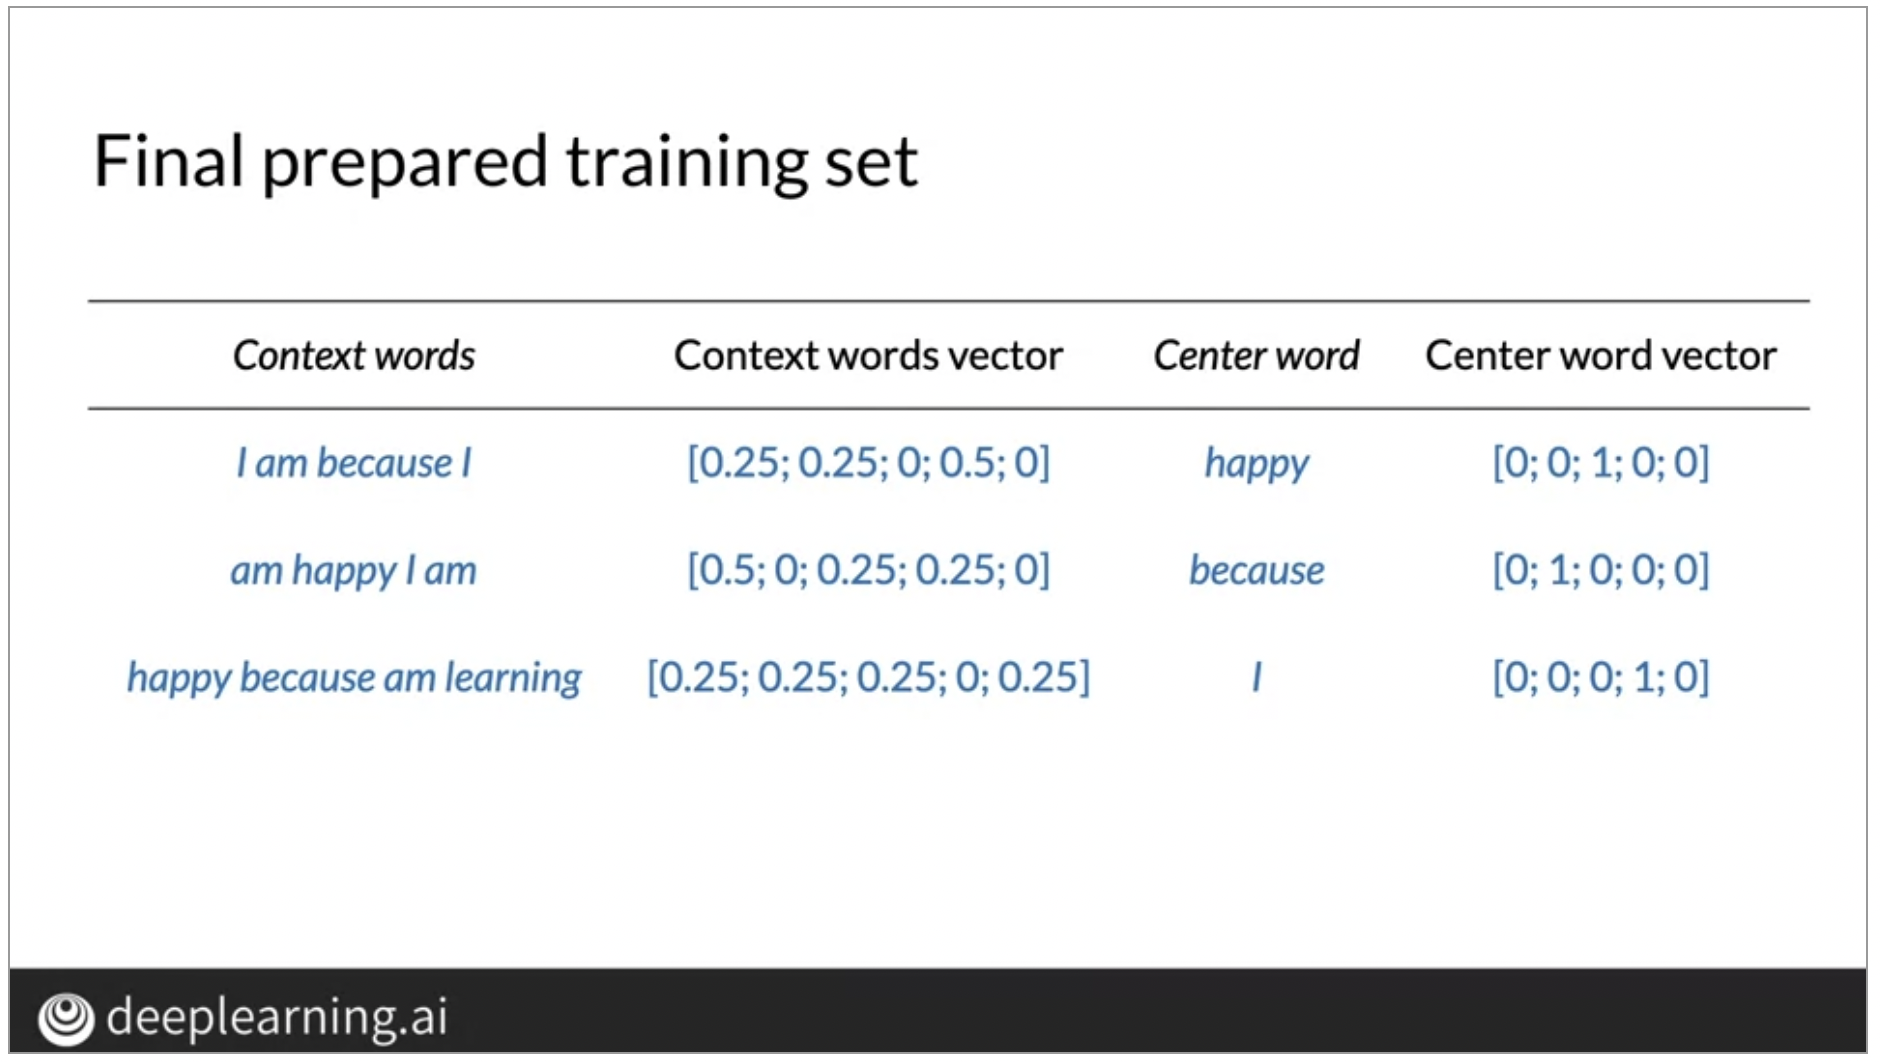 Final prepared training set
Context words Context words vector Center word Center word vector
I am because I [0.25; 0.25; 0; 0.5; 0] happy [0; 0; 1; 0; 0]
am happy I am [0.5; 0; 0.25; 0.25; 0] because [0; 1; 0; 0; 0]
happy because am learning [0.25; 0.25; 0.25; 0; 0.25] I [0; 0; 0; 1; 0]
deeplearning.ai